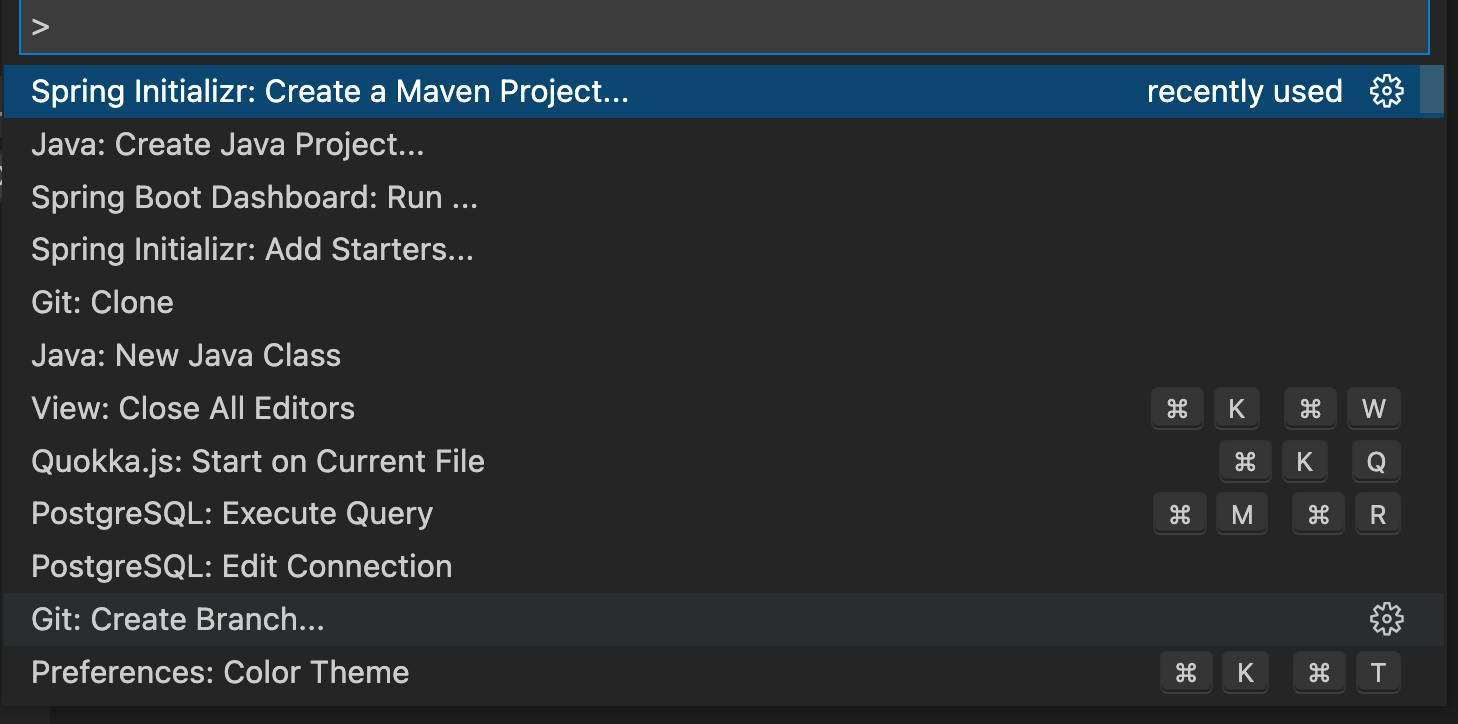 >
Spring Initializr: Create a Maven Project... recently used
Java: Create Java Project...
Spring Boot Dashboard: Run ...
Spring Initializr: Add Starters...
Git: Clone
Java: New Java Class
View: Close All Editors ⌘ K ⌘ W
Quokka.js: Start on Current File ⌘ K Q
PostgreSQL: Execute Query ⌘ M ⌘ R
PostgreSQL: Edit Connection
Git: Create Branch...
Preferences: Color Theme ⌘ K ⌘ T